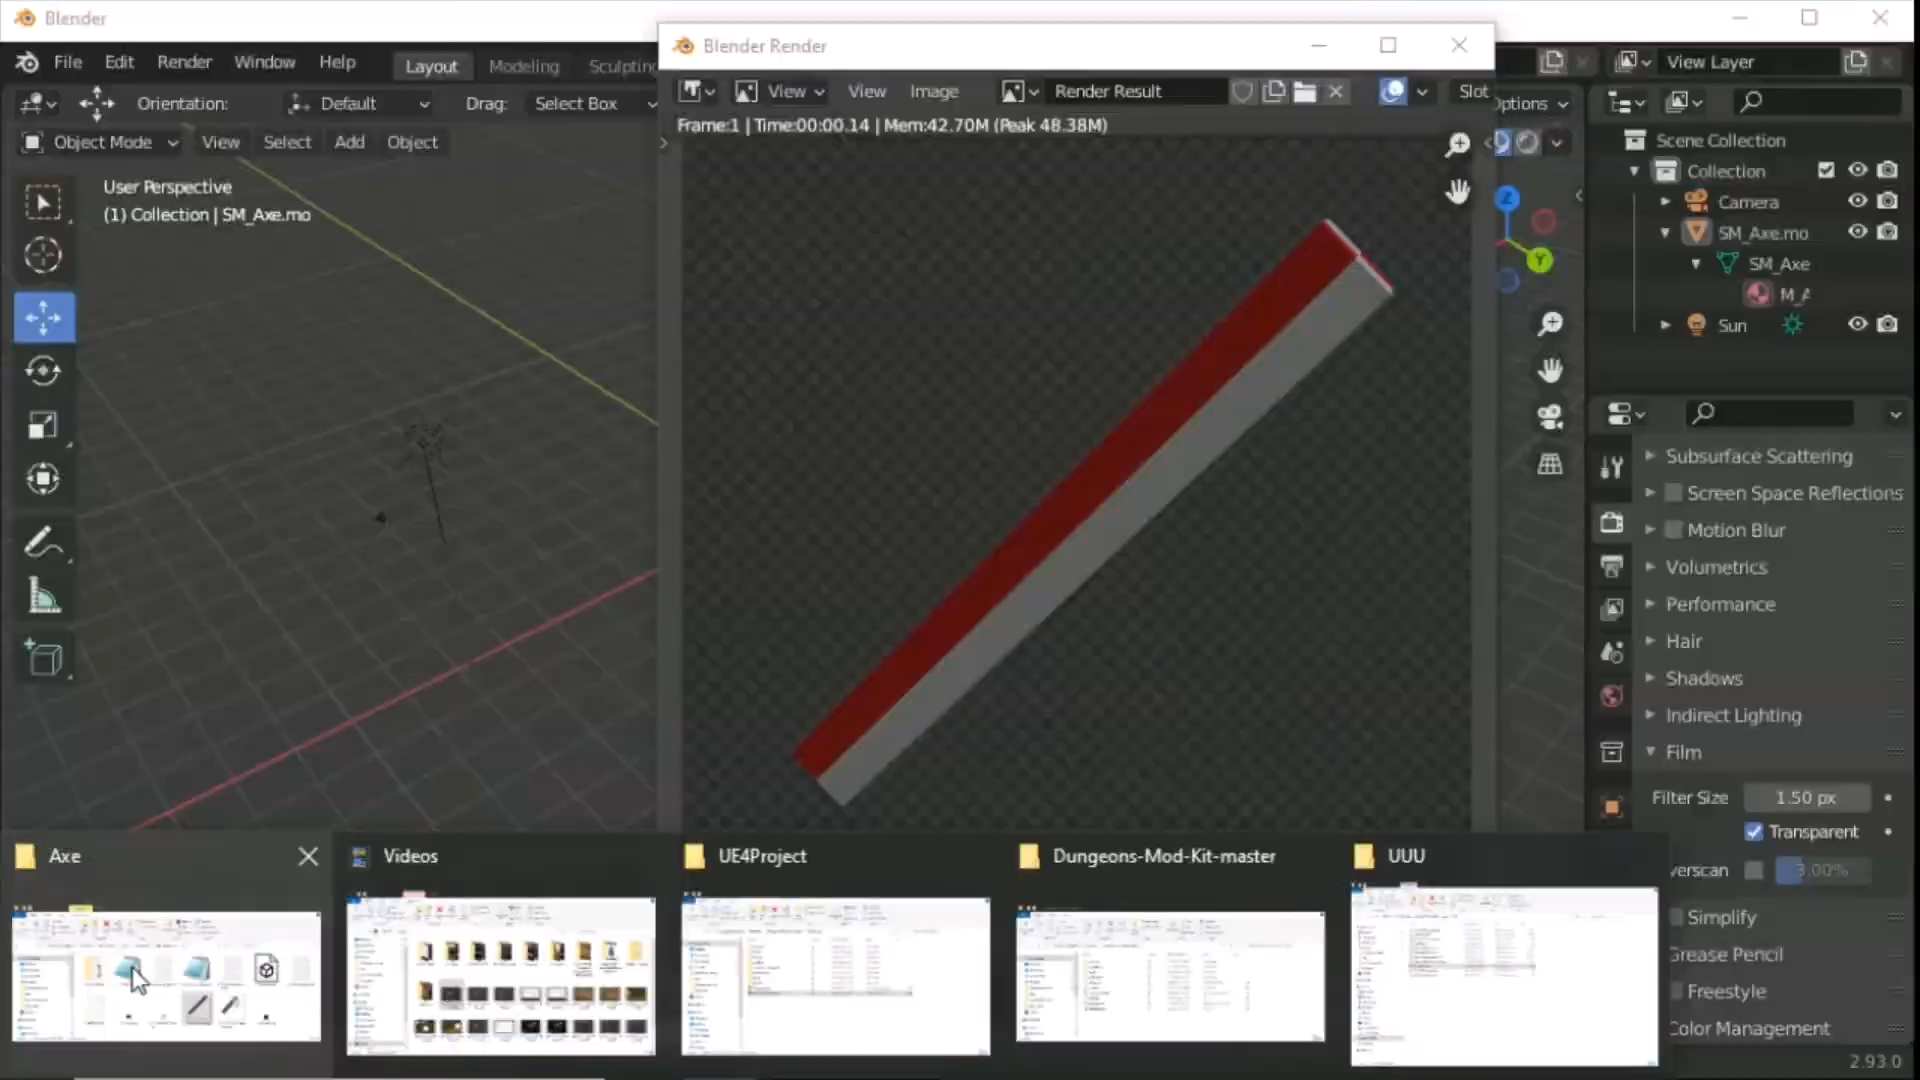 Blender
Blender Render
File Edit Render Window Help Layout Modeling Sculpting
View Layer
Orientation: Default Drag: Select Box
View View Image Render Result Slot
Options
Object Mode View Select Add Object
Frame:1 | Time:00:00.14 | Mem:42.70M (Peak 48.38M)
User Perspective
(1) Collection | SM_Axe.mo
Z
Y
Scene Collection
Collection
Camera
SM_Axe.mo
SM_Axe
Sun
Subsurface Scattering
Screen Space Reflections
Motion Blur
Volumetrics
Performance
Hair
Shadows
Indirect Lighting
Film
Filter Size 1.50 px
Transparent
verscan 3.00%
Simplify
Grease Pencil
Freestyle
Color Management
2.93.0
Axe
Videos
UE4Project
Dungeons-Mod-Kit-master
UUU